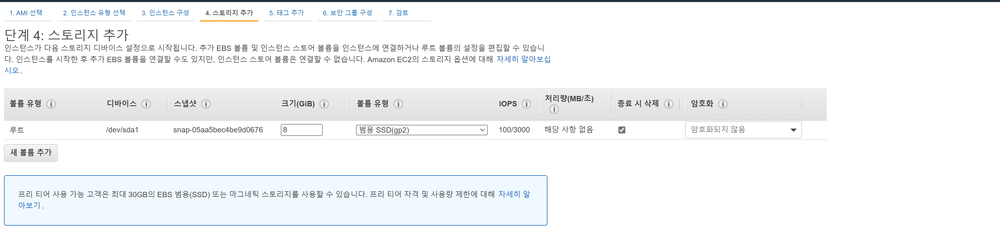 1. AMI 선택 2. 인스턴스 유형 선택 3. 인스턴스 구성 4. 스토리지 추가 5. 태그 추가 6. 보안 그룹 구성 7. 검토
단계 4: 스토리지 추가
인스턴스가 다음 스토리지 디바이스 설정으로 시작됩니다. 추가 EBS 볼륨 및 인스턴스 스토어 볼륨을 인스턴스에 연결하거나 루트 볼륨의 설정을 편집할 수 있습니
다. 인스턴스를 시작한 후 추가 EBS 볼륨을 연결할 수도 있지만, 인스턴스 스토어 볼륨은 연결할 수 없습니다. Amazon EC2의 스토리지 옵션에 대해 자세히 알아보십
시오.
볼륨 유형 디바이스 스냅샷 크기(GiB) 볼륨 유형 IOPS 처리량(MB/초) 종료 시 삭제 암호화
루트 /dev/sda1 snap-05aa5bec4be9d0676 8 범용 SSD(gp2) 100/3000 해당 사항 없음 암호화되지 않음
새 볼륨 추가
프리 티어 사용 가능 고객은 최대 30GB의 EBS 범용(SSD) 또는 마그네틱 스토리지를 사용할 수 있습니다. 프리 티어 자격 및 사용량 제한에 대해 자세히 알
아보기.